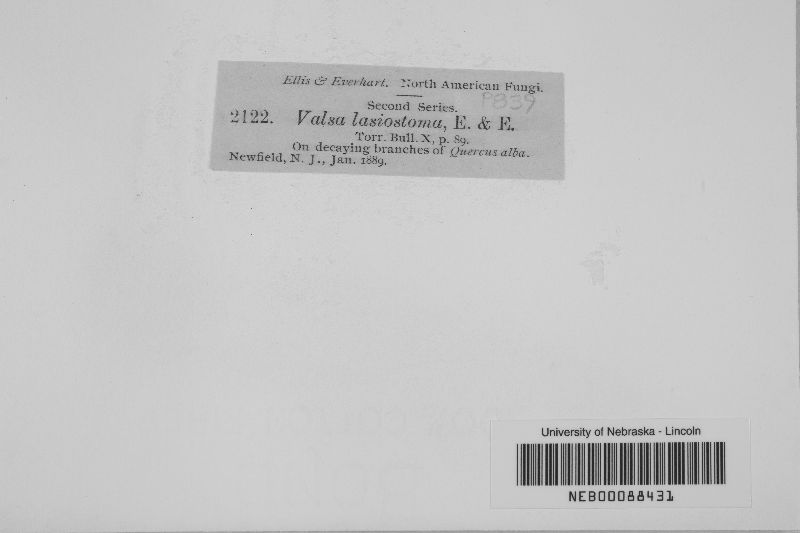 Ellis & Everhart. North American Fungi.
P839
Second Series.
2122. Valsa lasiostoma, E. & E.
Torr. Bull. X, p. 89.
On decaying branches of Quercus alba.
Newfield, N. J., Jan. 1889.
University of Nebraska - Lincoln
NEB00088431